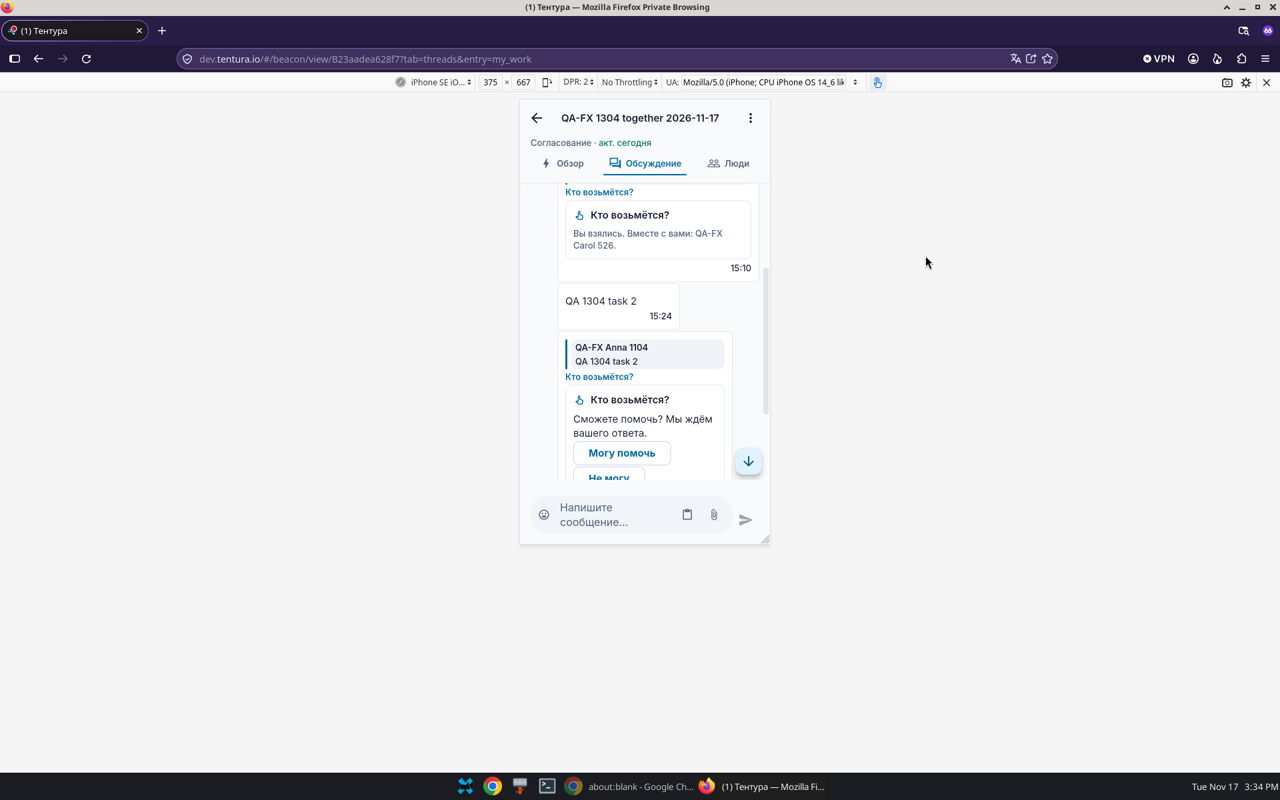 (1) Тентура — Mozilla Firefox Private Browsing
(1) Тентура
dev.tentura.io/#/beacon/view/B23aadea628f7?tab=threads&entry=my_work
VPN
iPhone SE iO... 375 × 667 DPR: 2 No Throttling UA: Mozilla/5.0 (iPhone; CPU iPhone OS 14_6 lik
QA-FX 1304 together 2026-11-17
Согласование · акт. сегодня
Обзор Обсуждение Люди
Кто возьмётся?
Кто возьмётся?
Вы взялись. Вместе с вами: QA-FX
Carol 526.
15:10
QA 1304 task 2
15:24
QA-FX Anna 1104
QA 1304 task 2
Кто возьмётся?
Кто возьмётся?
Сможете помочь? Мы ждём
вашего ответа.
Могу помочь
Не могу
Напишите
сообщение...
about:blank - Google Ch... (1) Тентура — Mozilla Fi... Tue Nov 17 3:34 PM